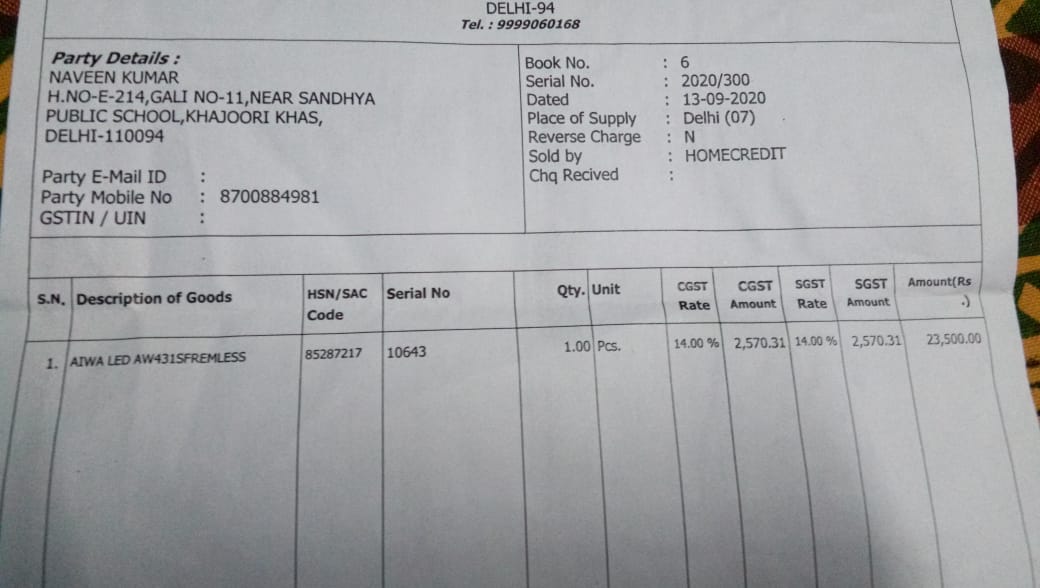 DELHI-94
Tel. : 9999060168
Party Details :
NAVEEN KUMAR
H.NO-E-214,GALI NO-11,NEAR SANDHYA
PUBLIC SCHOOL,KHAJOORI KHAS,
DELHI-110094
Party E-Mail ID :
Party Mobile No : 8700884981
GSTIN / UIN :
Book No. : 6
Serial No. : 2020/300
Dated : 13-09-2020
Place of Supply : Delhi (07)
Reverse Charge : N
Sold by : HOMECREDIT
Chq Recived :
S.N. Description of Goods HSN/SAC Code Serial No Qty. Unit CGST Rate CGST Amount SGST Rate SGST Amount Amount(Rs.)
1. AIWA LED AW431SFREMLESS 85287217 10643 1.00 Pcs. 14.00 % 2,570.31 14.00 % 2,570.31 23,500.00